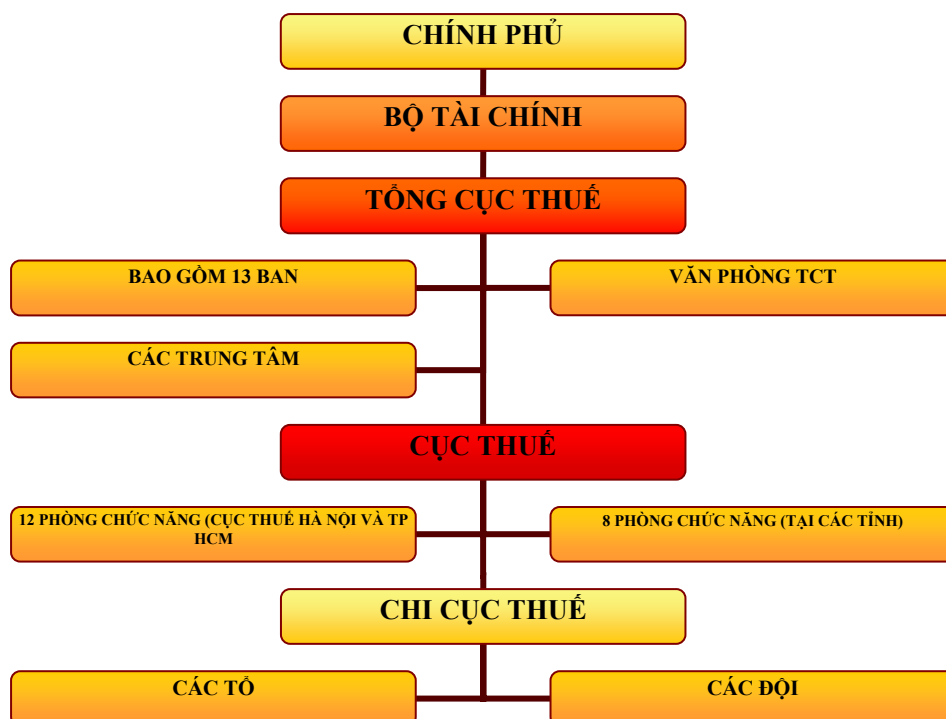 CHÍNH PHỦ
BỘ TÀI CHÍNH
TỔNG CỤC THUẾ
BAO GỒM 13 BAN
VĂN PHÒNG TCT
CÁC TRUNG TÂM
CỤC THUẾ
12 PHÒNG CHỨC NĂNG (CỤC THUẾ HÀ NỘI VÀ TP
HCM
8 PHÒNG CHỨC NĂNG (TẠI CÁC TỈNH)
CHI CỤC THUẾ
CÁC TỔ
CÁC ĐỘI